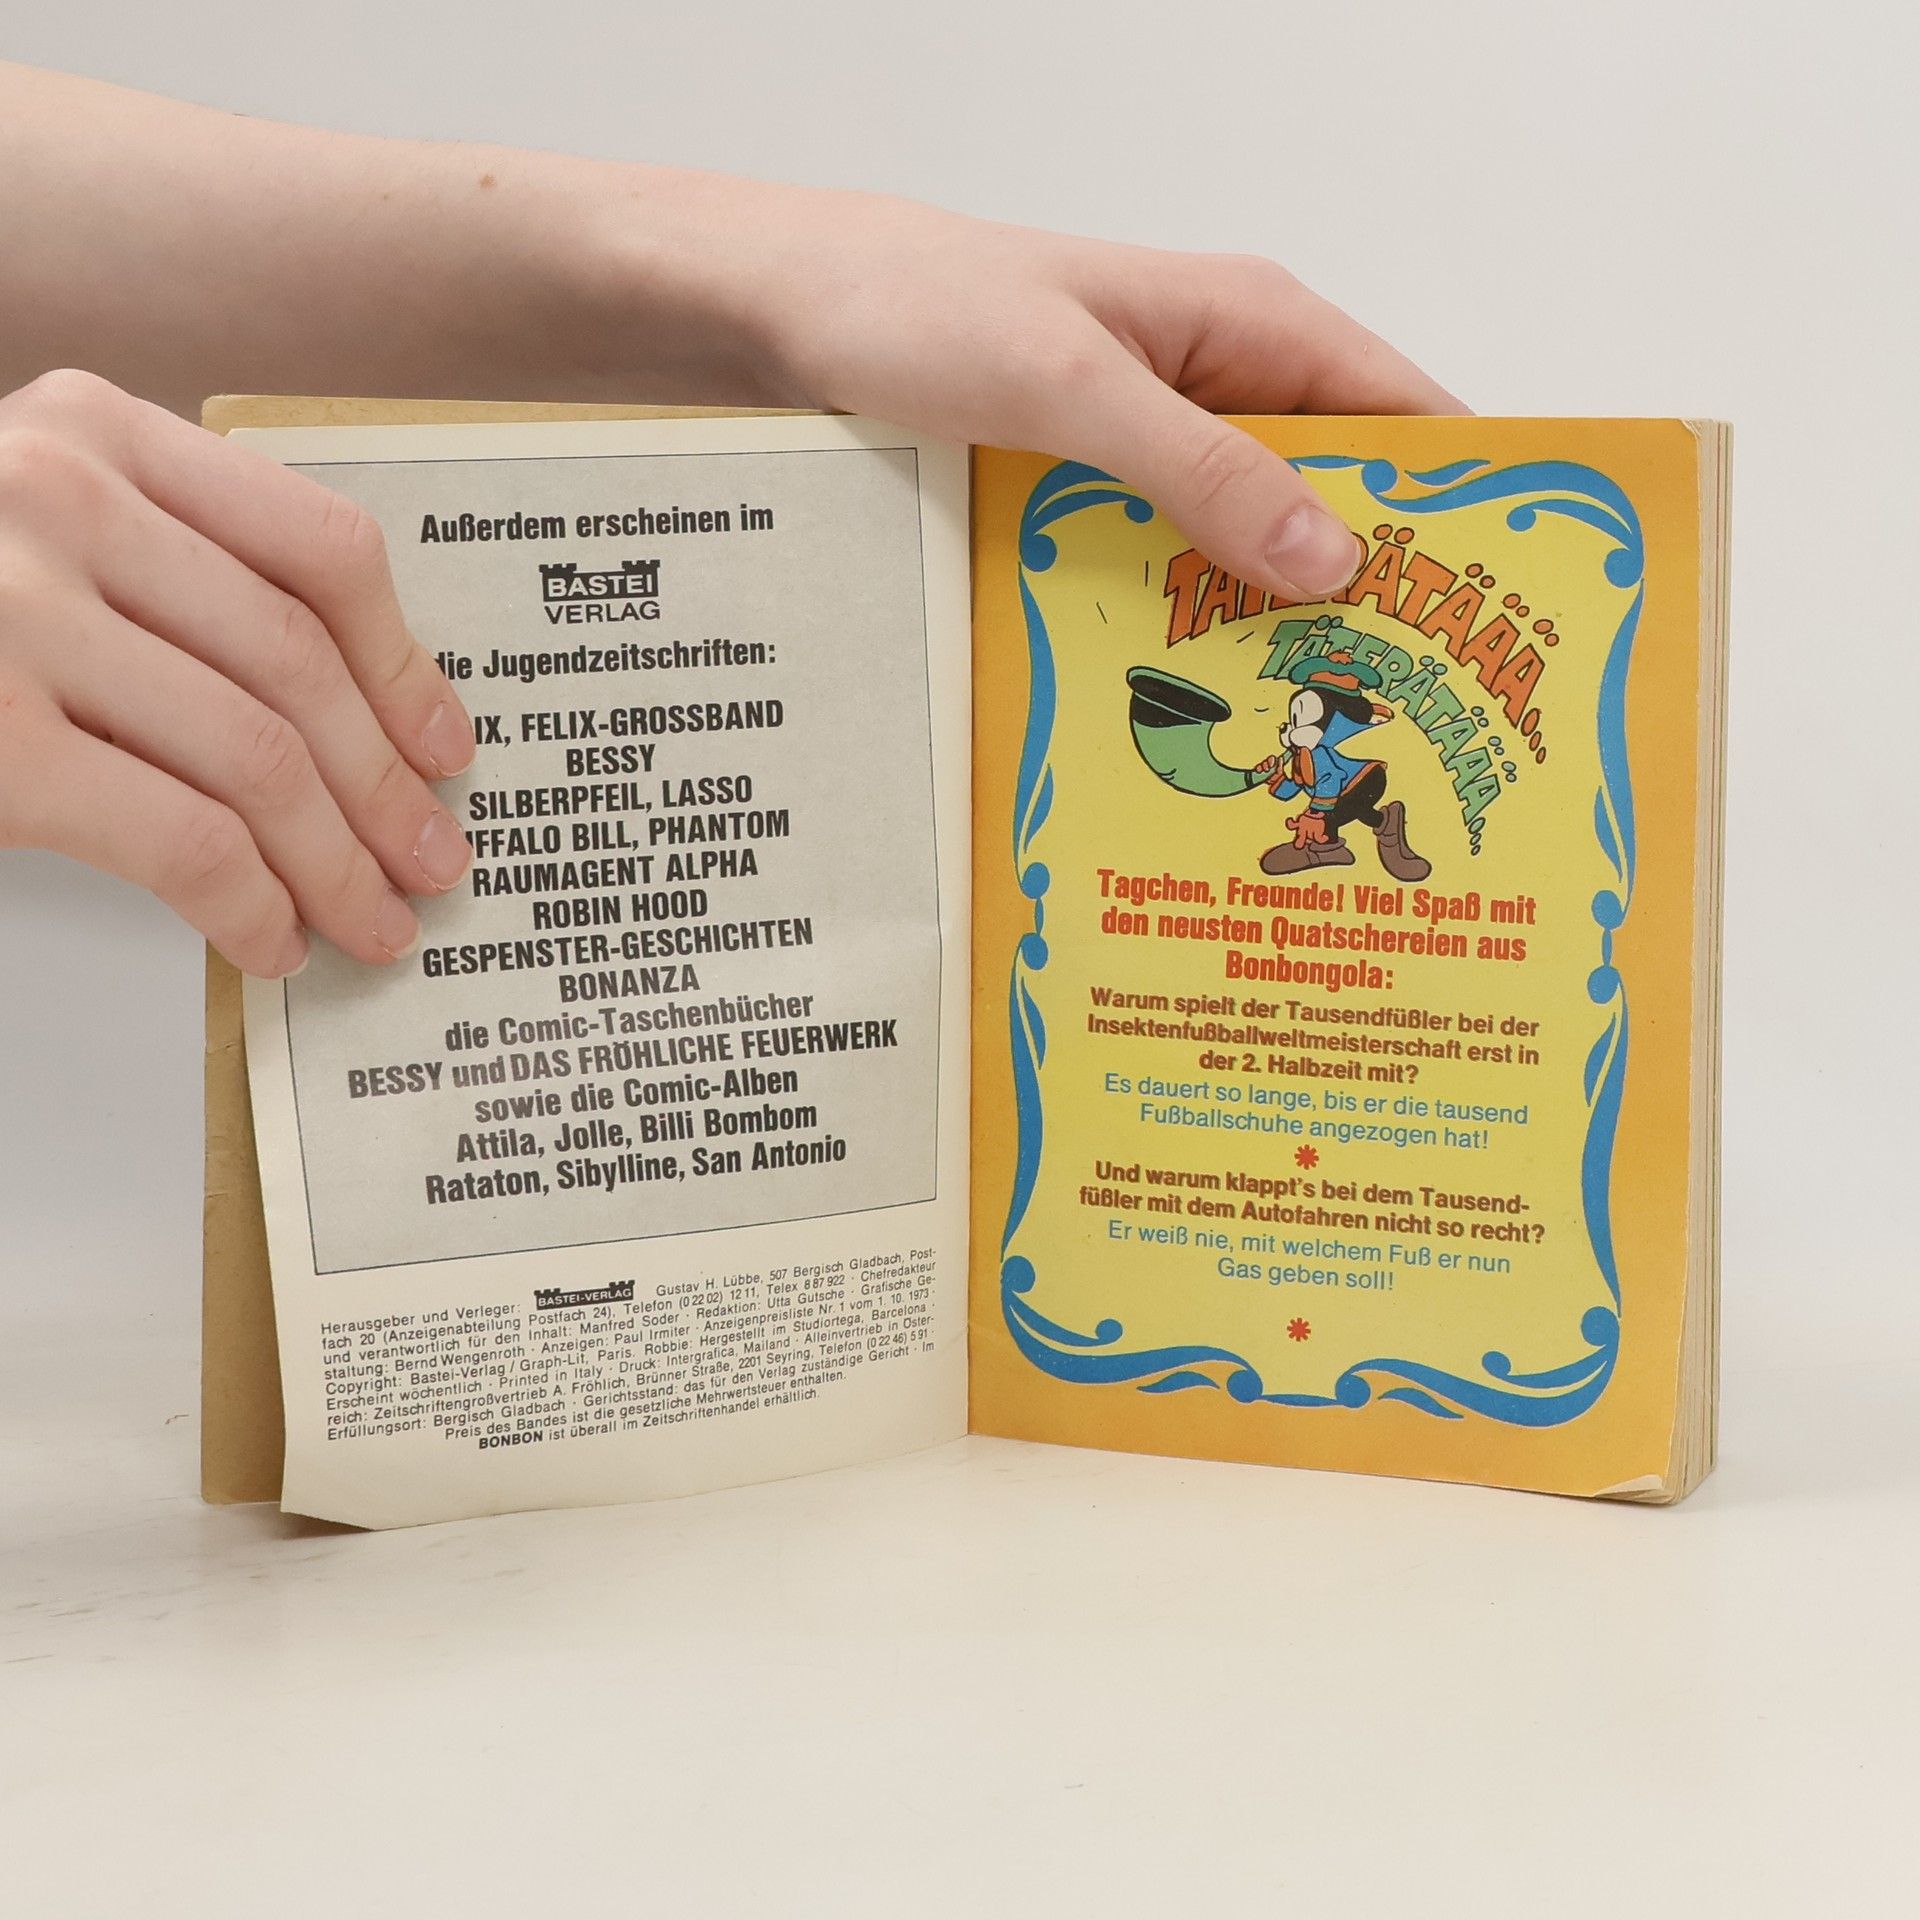 Außerdem erscheinen im
BASTEI
VERLAG
die Jugendzeitschriften:
IX, FELIX-GROSSBAND
BESSY
SILBERPFEIL, LASSO
UFFALO BILL, PHANTOM
RAUMAGENT ALPHA
ROBIN HOOD
GESPENSTER-GESCHICHTEN
BONANZA
die Comic-Taschenbücher
BESSY und DAS FRÖHLICHE FEUERWERK
sowie die Comic-Alben
Attila, Jolle, Billi Bombom
Rataton, Sibylline, San Antonio
Herausgeber und Verleger: BASTEI-VERLAG Gustav H. Lübbe, 507 Bergisch Gladbach, Post-
fach 20 (Anzeigenabteilung Postfach 24), Telefon (0 22 02) 12 11, Telex 8 87 922 · Chefredakteur
und verantwortlich für den Inhalt: Manfred Soder · Redaktion: Utta Gutsche · Grafische Ge-
staltung: Bernd Wengenroth · Anzeigen: Paul Irmiter · Anzeigenpreisliste Nr. 1 vom 1. 10. 1973 ·
Copyright: Bastei-Verlag / Graph-Lit, Paris. Robbie: Hergestellt im Studiortega, Barcelona ·
Erscheint wöchentlich · Printed in Italy · Druck: Intergrafica, Mailand · Alleinvertrieb in Öster-
reich: Zeitschriftengroßvertrieb A. Fröhlich, Brünner Straße, 2201 Seyring, Telefon (0 22 46) 5 91 ·
Erfüllungsort: Bergisch Gladbach · Gerichtsstand: das für den Verlag zuständige Gericht · Im
Preis des Bandes ist die gesetzliche Mehrwertsteuer enthalten.
BONBON ist überall im Zeitschriftenhandel erhältlich.
TÄTERÄTÄÄÄ...
TÄTERÄTÄÄÄ...
Tagchen, Freunde! Viel Spaß mit
den neusten Quatschereien aus
Bonbongola:
Warum spielt der Tausendfüßler bei der
Insektenfußballweltmeisterschaft erst in
der 2. Halbzeit mit?
Es dauert so lange, bis er die tausend
Fußballschuhe angezogen hat!
Und warum klappt's bei dem Tausend-
füßler mit dem Autofahren nicht so recht?
Er weiß nie, mit welchem Fuß er nun
Gas geben soll!